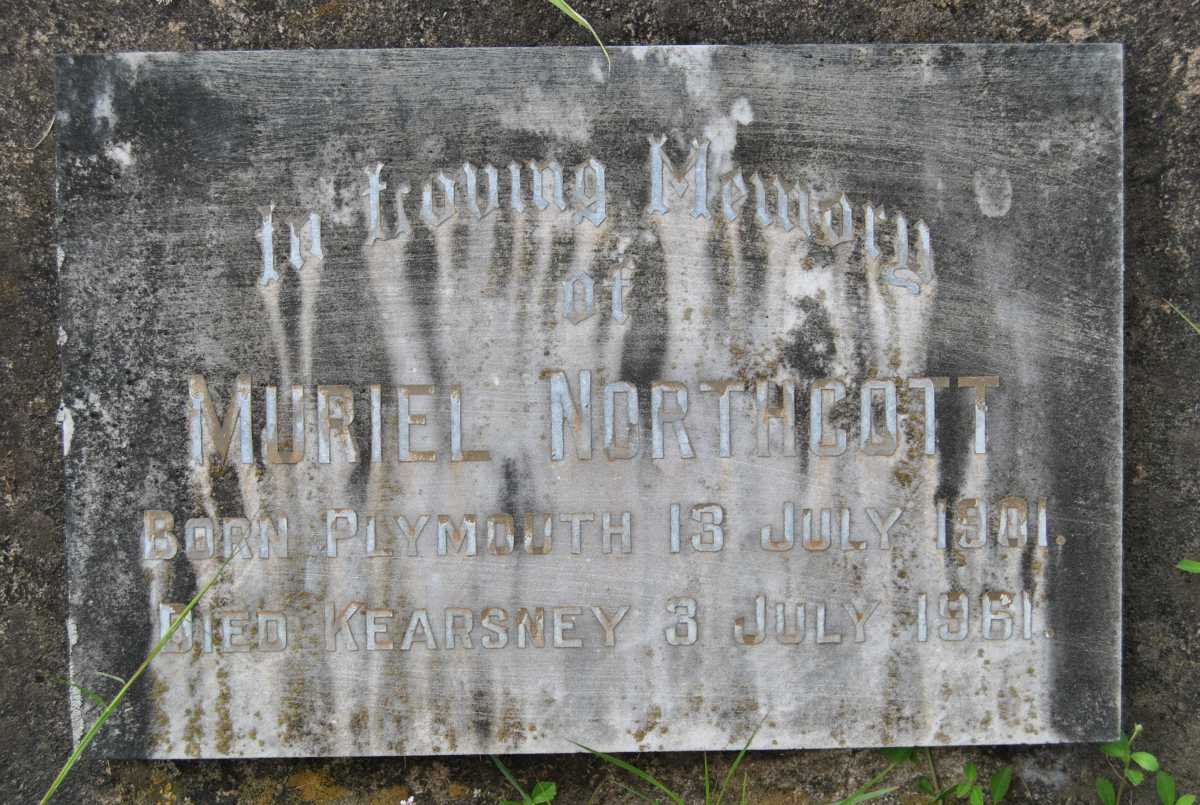 In Loving Memory
of
MURIEL NORTHCOTT
BORN PLYMOUTH 13 JULY 1901.
DIED KEARSNEY 3 JULY 1961.